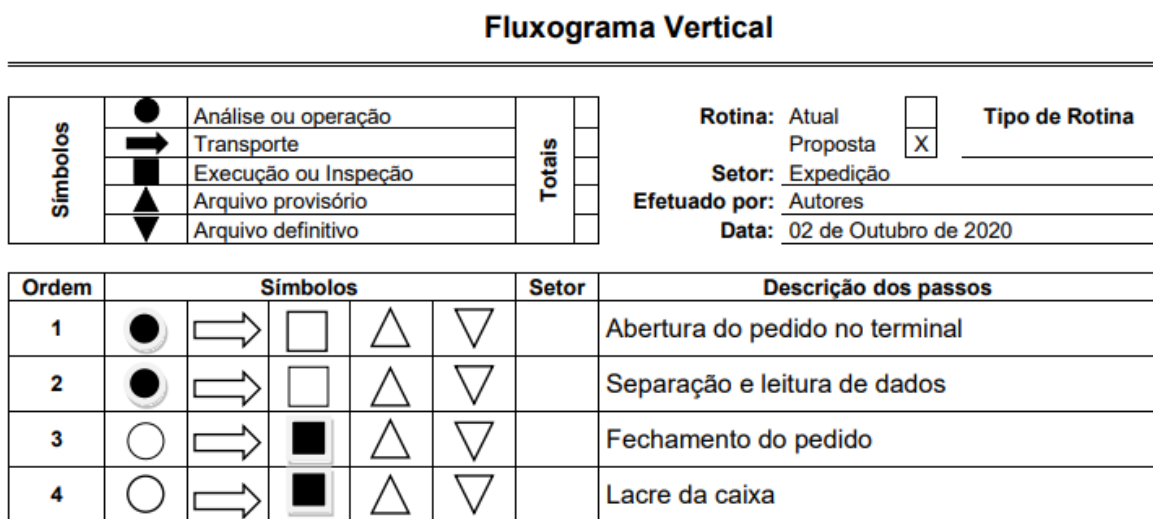 Fluxograma Vertical
Símbolos
Análise ou operação
Transporte
Execução ou Inspeção
Arquivo provisório
Arquivo definitivo
Totais
Rotina: Atual
Proposta X
Tipo de Rotina
Setor: Expedição
Efetuado por: Autores
Data: 02 de Outubro de 2020
Ordem Símbolos Setor Descrição dos passos
1 Abertura do pedido no terminal
2 Separação e leitura de dados
3 Fechamento do pedido
4 Lacre da caixa